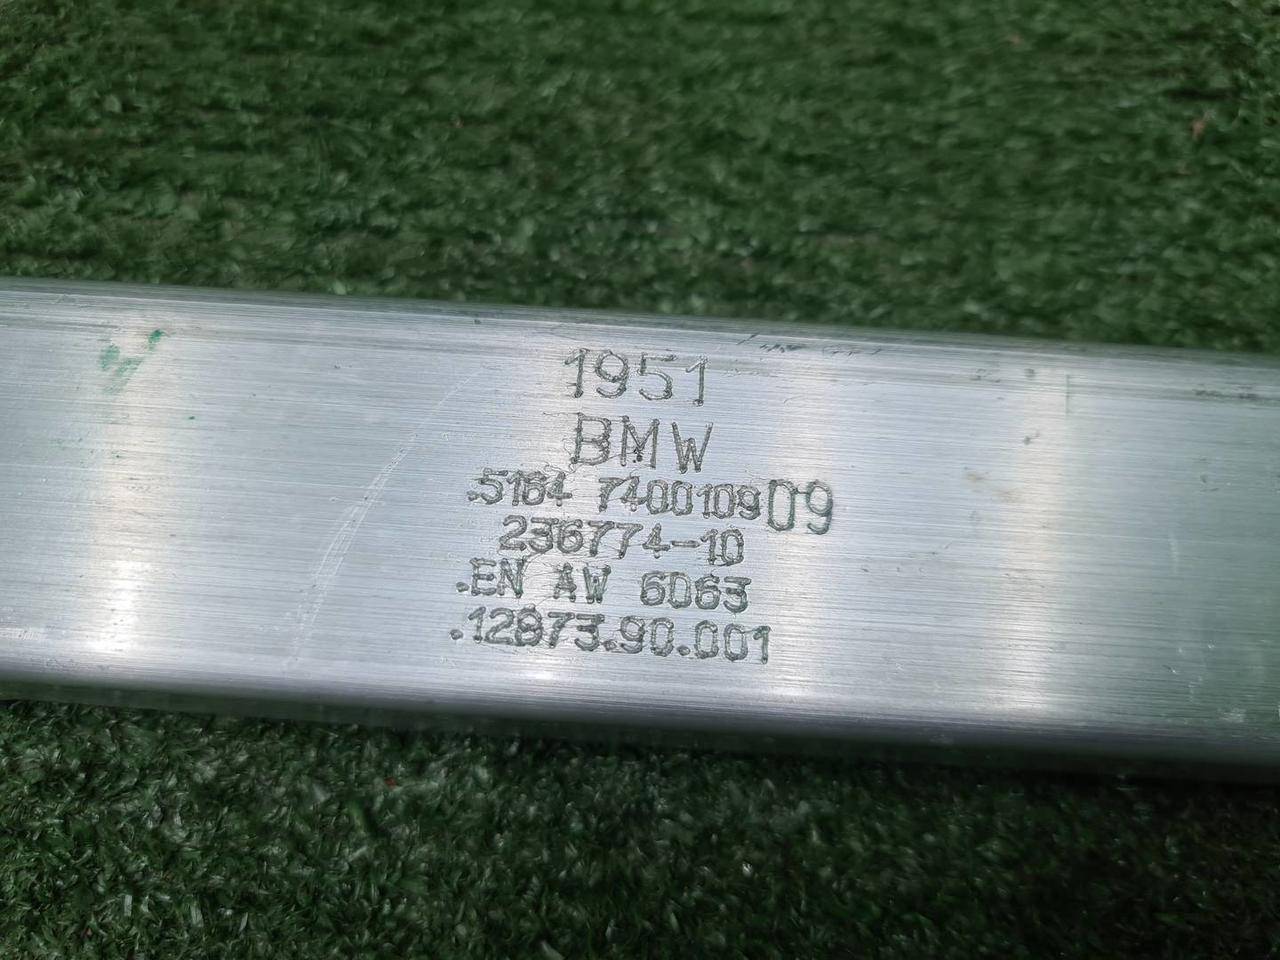 1951
BMW
.5164 740010909
236774-10
.EN AW 6063
.12873.90.001